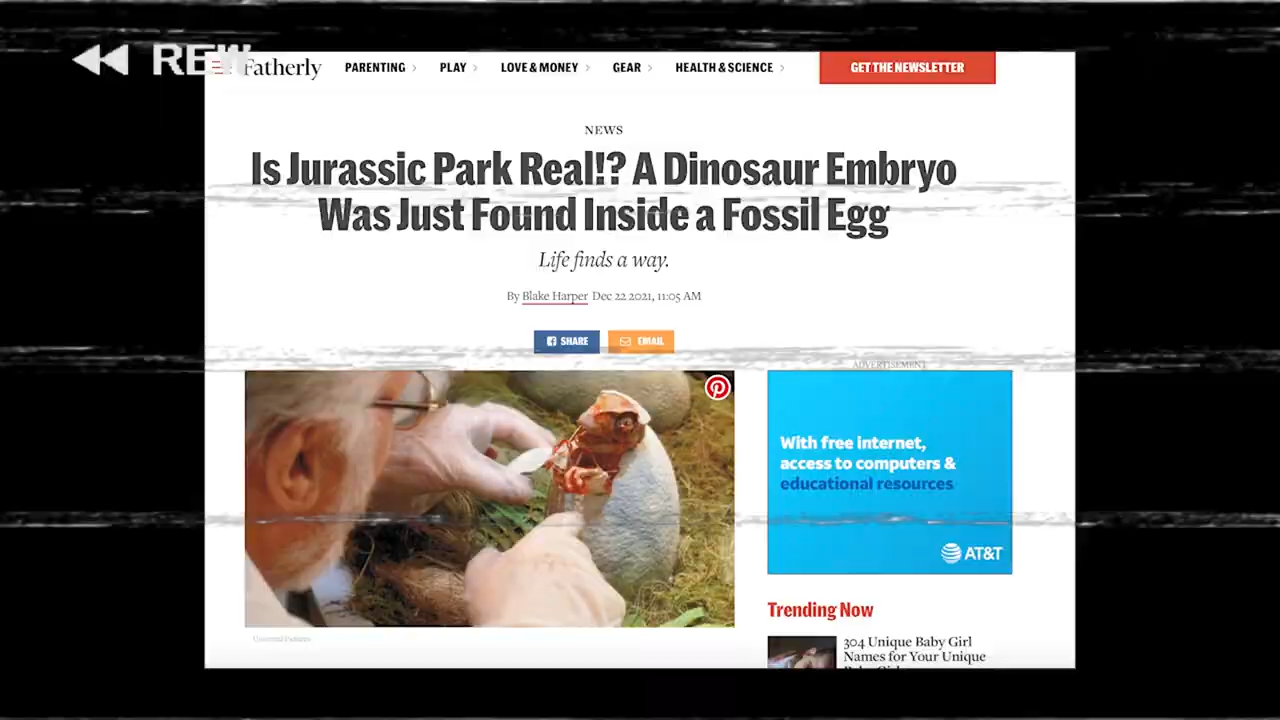 REW
Fatherly
PARENTING
PLAY
LOVE & MONEY
GEAR
HEALTH & SCIENCE
GET THE NEWSLETTER
NEWS
Is Jurassic Park Real!? A Dinosaur Embryo
Was Just Found Inside a Fossil Egg
Life finds a way.
By Blake Harper Dec 22 2021, 11:05 AM
SHARE
EMAIL
ADVERTISEMENT
With free internet,
access to computers &
educational resources
AT&T
Universal Pictures
Trending Now
304 Unique Baby Girl
Names for Your Unique